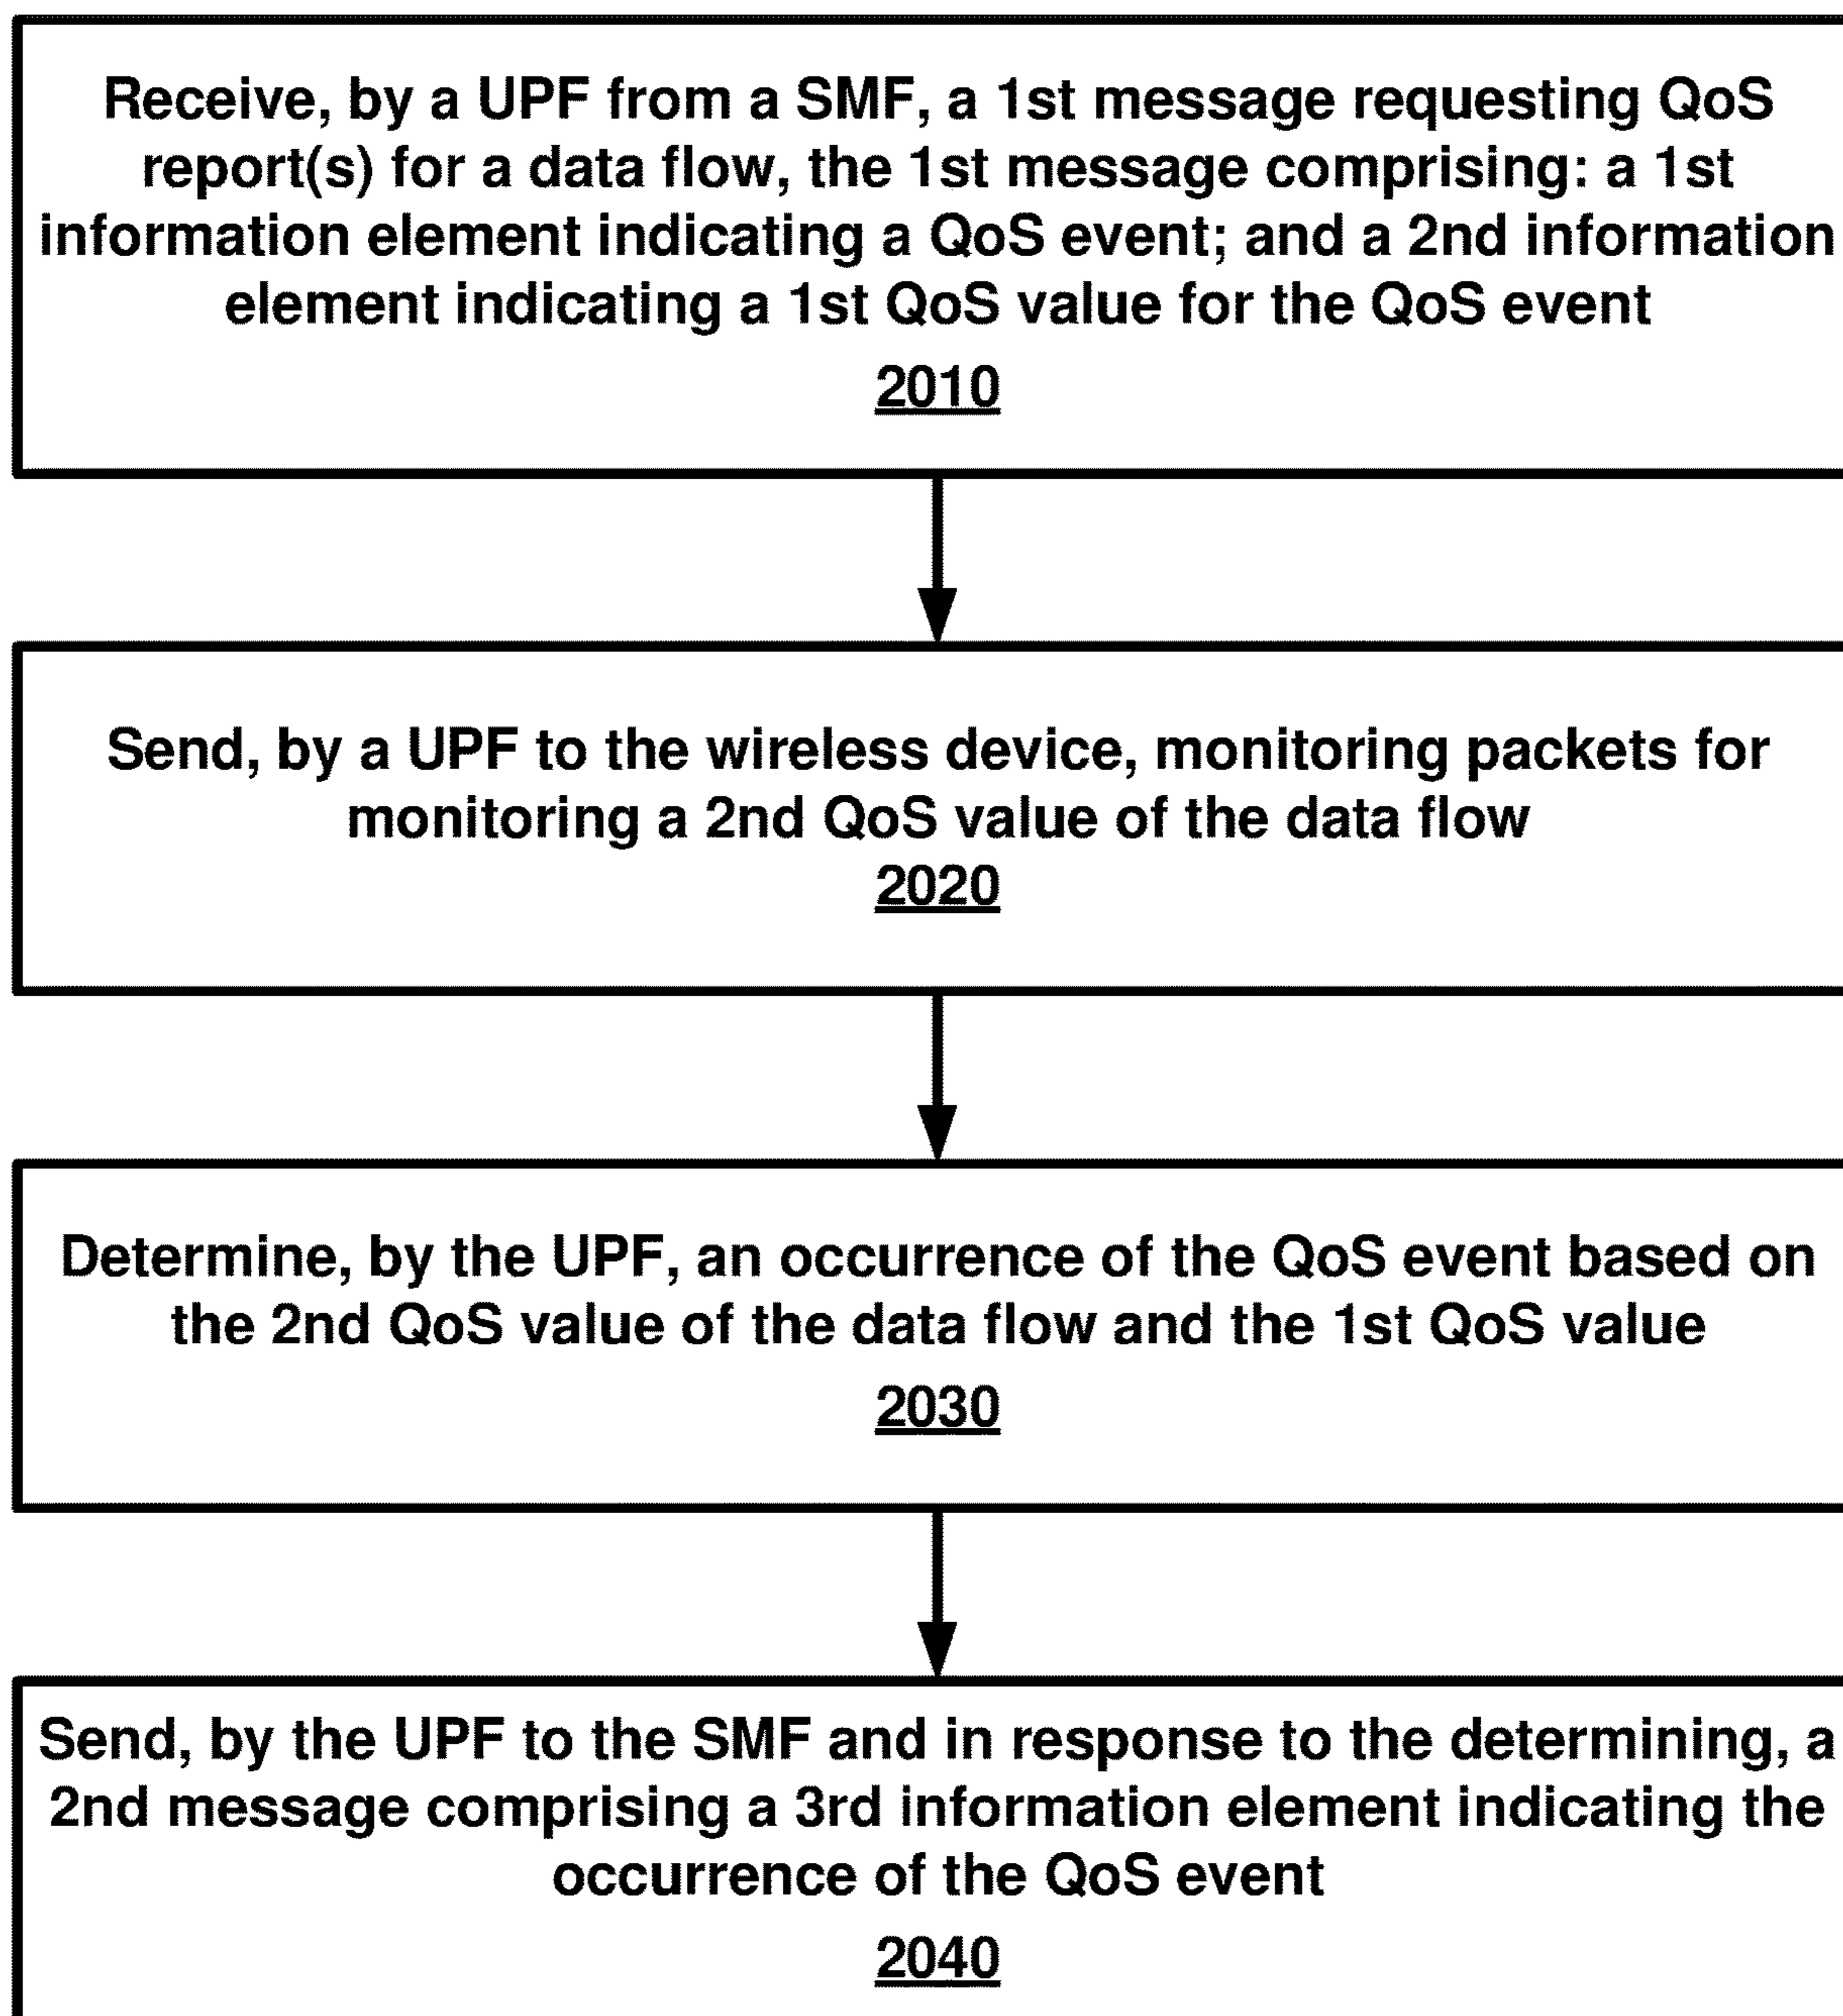 Receive, by a UPF from a SMF, a 1st message requesting QoS
report(s) for a data flow, the 1st message comprising: a 1st
information element indicating a QoS event; and a 2nd information
element indicating a 1st QoS value for the QoS event
2010
Send, by a UPF to the wireless device, monitoring packets for
monitoring a 2nd QoS value of the data flow
2020
Determine, by the UPF, an occurrence of the QoS event based on
the 2nd QoS value of the data flow and the 1st QoS value
2030
Send, by the UPF to the SMF and in response to the determining, a
2nd message comprising a 3rd information element indicating the
occurrence of the QoS event
2040